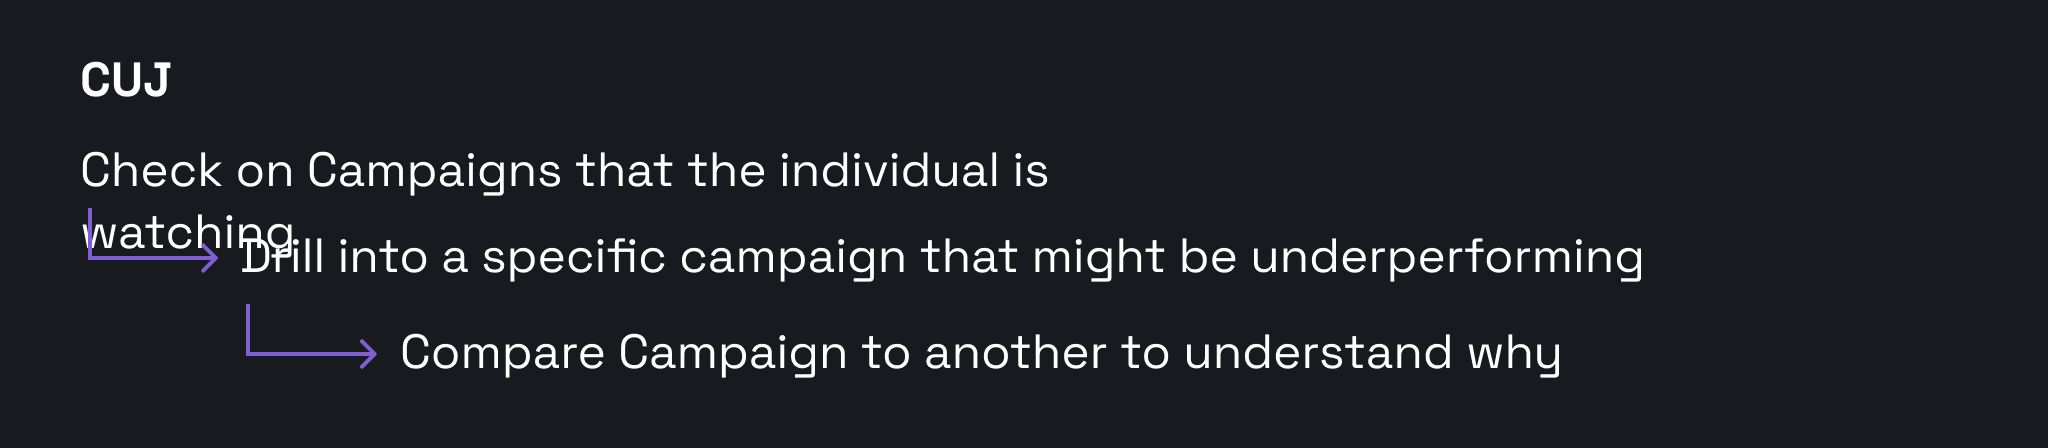 CUJ
Check on Campaigns that the individual is
watching
Drill into a specific campaign that might be underperforming
Compare Campaign to another to understand why